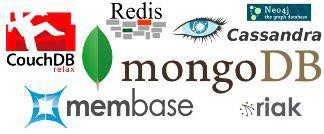 Redis
Neo4j
the graph database
CouchDB
relax
Cassandra
mongoDB
membase
riak